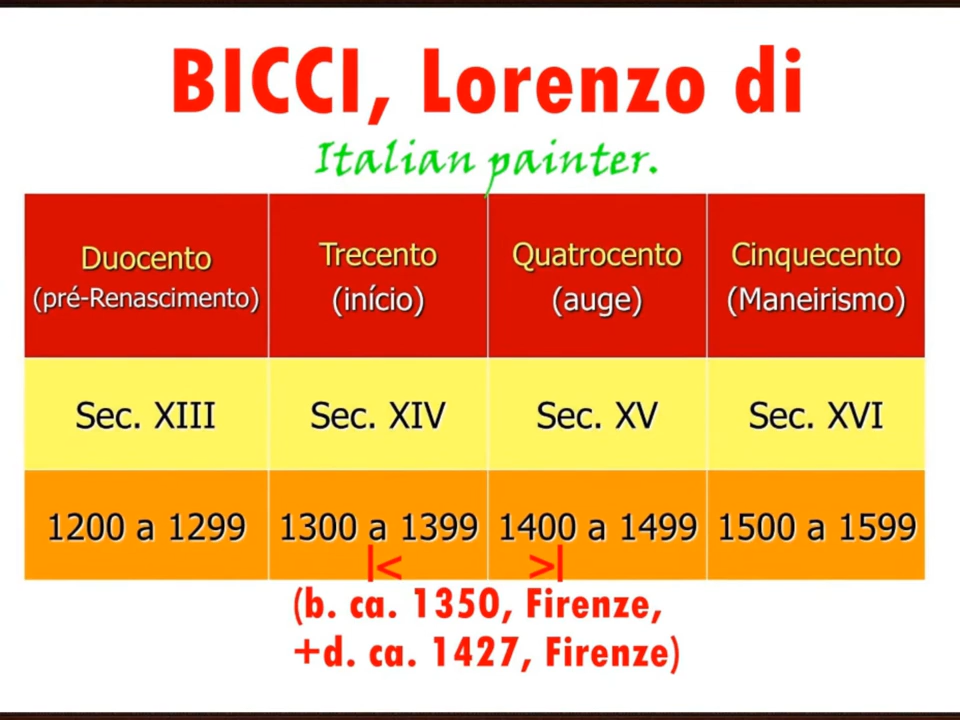 BICCI, Lorenzo di
Italian painter.
Duocento Trecento Quatrocento Cinquecento
(pré-Renascimento) (início) (auge) (Maneirismo)
Sec. XIII Sec. XIV Sec. XV Sec. XVI
1200 a 1299 1300 a 1399 1400 a 1499 1500 a 1599
|< >|
(b. ca. 1350, Firenze,
+d. ca. 1427, Firenze)